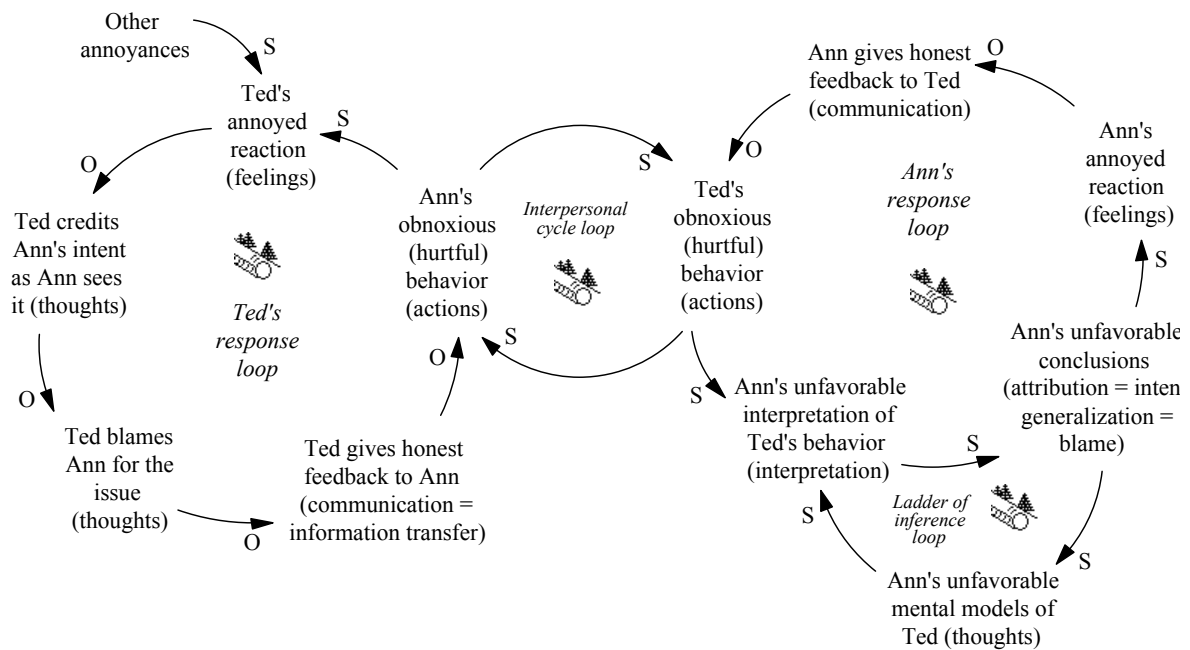 Other
annoyances
S
Ted's
annoyed
reaction
(feelings)
S
O
Ted credits
Ann's intent
as Ann sees
it (thoughts)
Ted's
response
loop
O
Ted blames
Ann for the
issue
(thoughts)
O
Ted gives honest
feedback to Ann
(communication =
information transfer)
O
Ann's
obnoxious
(hurtful)
behavior
(actions)
S
Interpersonal
cycle loop
S
Ted's
obnoxious
(hurtful)
behavior
(actions)
Ann gives honest
feedback to Ted
(communication)
O
O
Ann's
response
loop
Ann's
annoyed
reaction
(feelings)
S
Ann's unfavorable
conclusions
(attribution = inten
generalization =
blame)
S
Ann's unfavorable
interpretation of
Ted's behavior
(interpretation)
S
Ladder of
inference
loop
S
S
Ann's unfavorable
mental models of
Ted (thoughts)